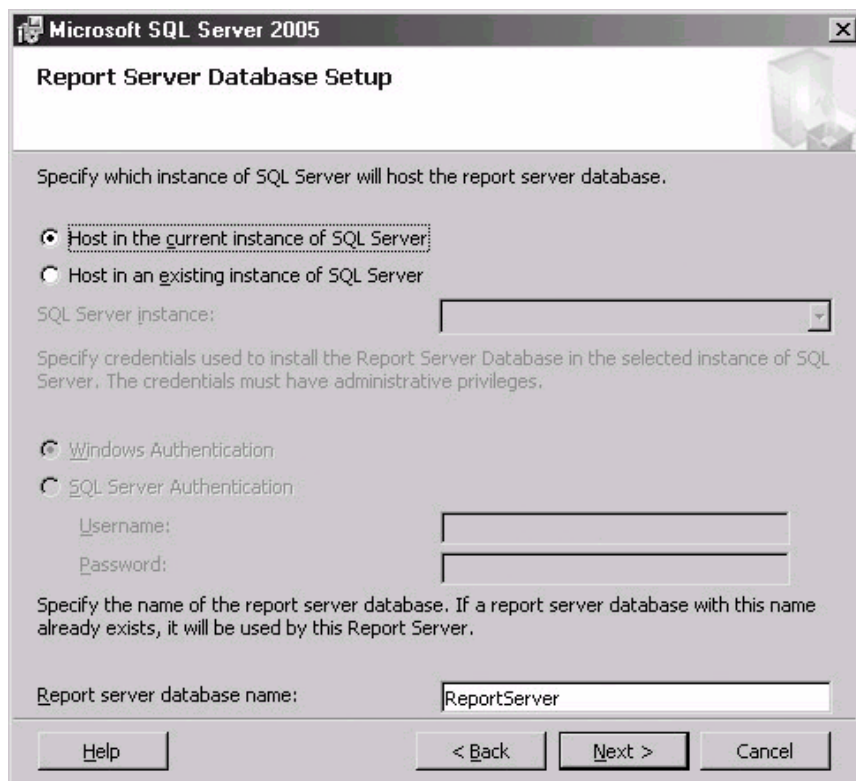 Microsoft SQL Server 2005
Report Server Database Setup
Specify which instance of SQL Server will host the report server database.
Host in the current instance of SQL Server
Host in an existing instance of SQL Server
SQL Server instance:
Specify credentials used to install the Report Server Database in the selected instance of SQL
Server. The credentials must have administrative privileges.
Windows Authentication
SQL Server Authentication
Username:
Password:
Specify the name of the report server database. If a report server database with this name
already exists, it will be used by this Report Server.
Report server database name: ReportServer
Help < Back Next > Cancel